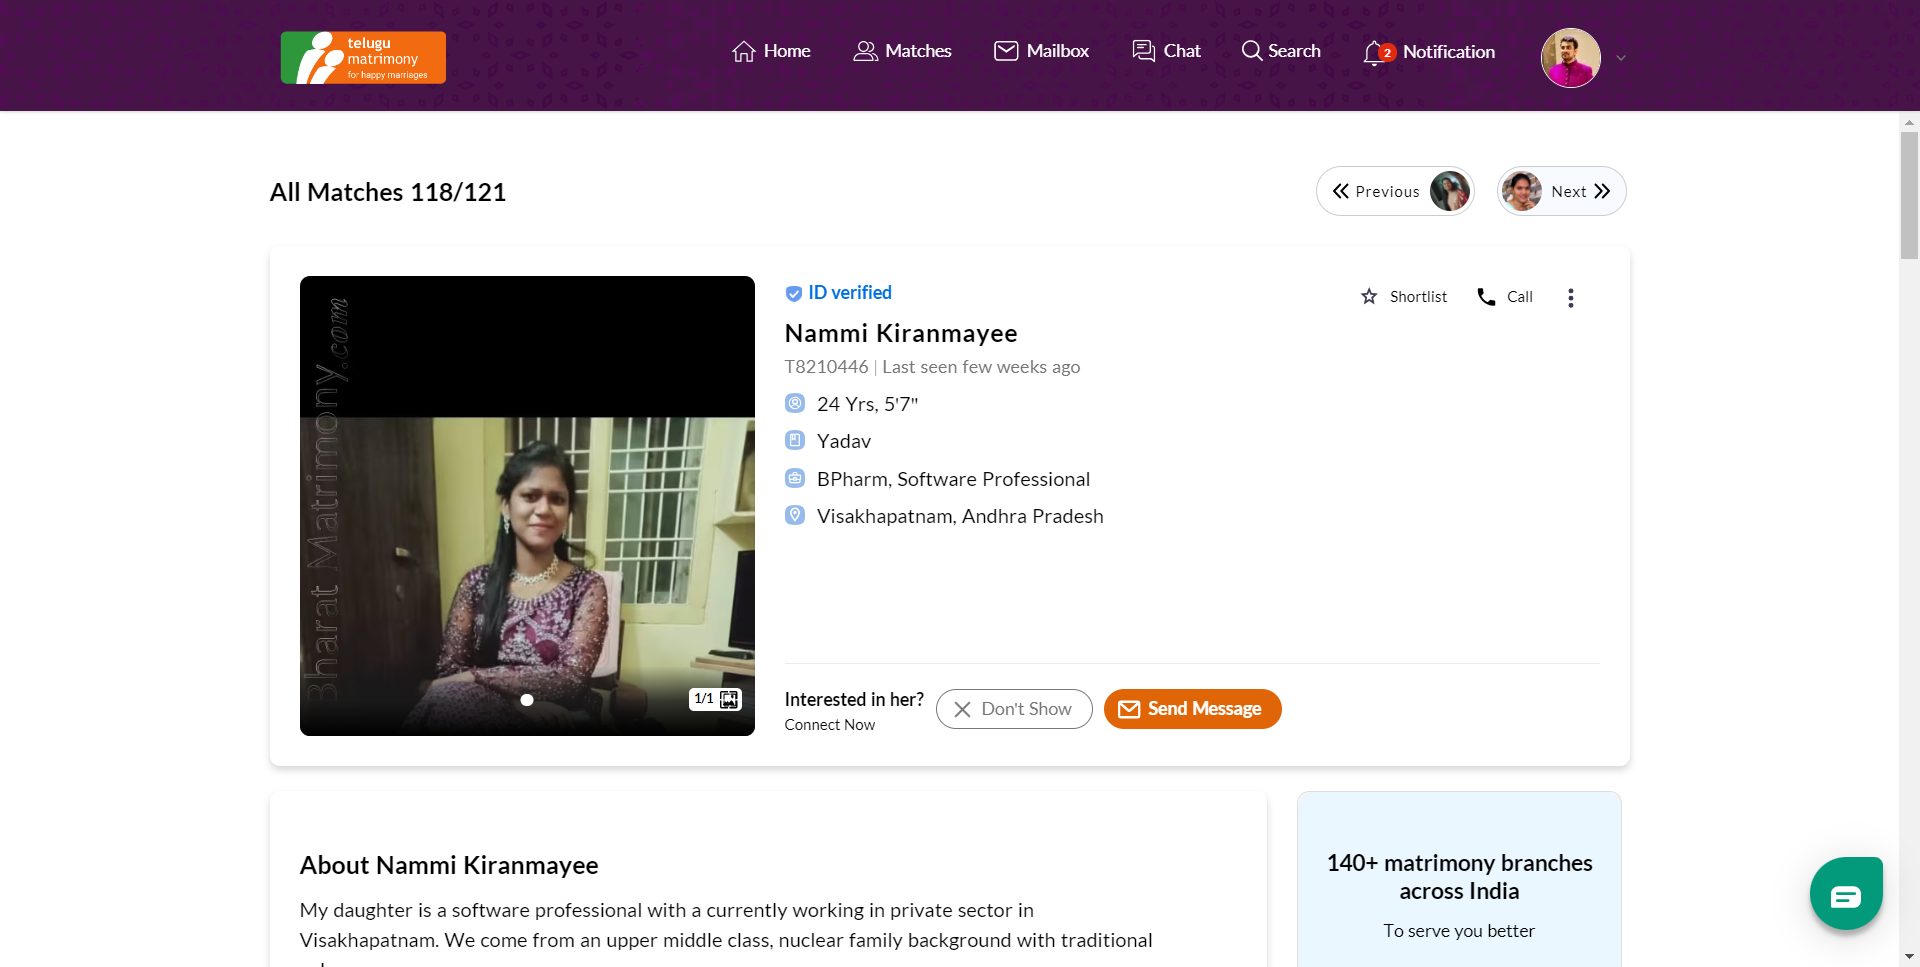 telugu
matrimony
for happy marriages
Home
Matches
Mailbox
Chat
Search
2
Notification
All Matches 118/121
Previous
Next
Bharat Matrimony.com
1/1
ID verified
Shortlist
Call
Nammi Kiranmayee
T8210446 | Last seen few weeks ago
24 Yrs, 5'7"
Yadav
BPharm, Software Professional
Visakhapatnam, Andhra Pradesh
Interested in her?
Connect Now
Don't Show
Send Message
About Nammi Kiranmayee
My daughter is a software professional with a currently working in private sector in
Visakhapatnam. We come from an upper middle class, nuclear family background with traditional
140+ matrimony branches
across India
To serve you better